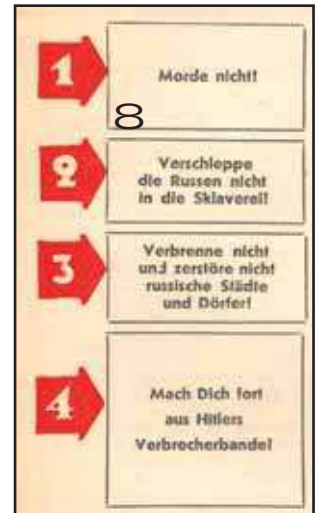 1
Morde nicht!
8
2
Verschleppe
die Russen nicht
in die Sklaverei!
3
Verbrenne nicht
und zerstöre nicht
russische Städte
und Dörfer!
4
Mach Dich fort
aus Hitlers
Verbrecherbande!